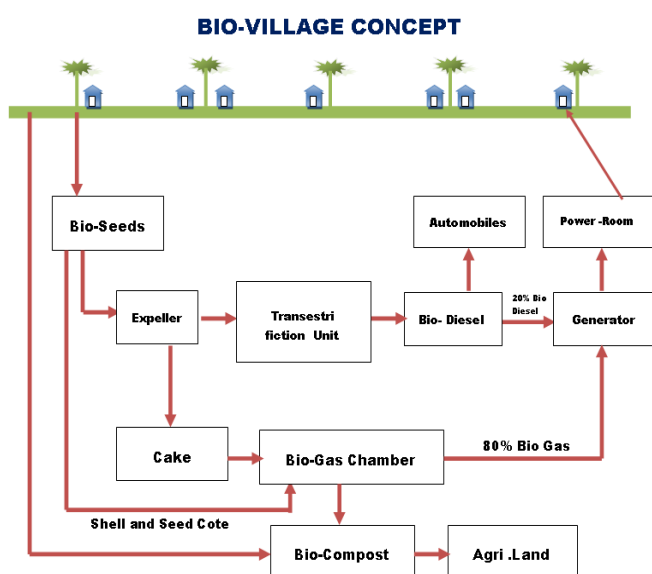 BIO-VILLAGE CONCEPT
Bio-Seeds
Automobiles
Power -Room
Expeller
Transestri
fiction Unit
Bio- Diesel
20% Bio
Diesel
Generator
Cake
Bio-Gas Chamber
80% Bio Gas
Shell and Seed Cote
Bio-Compost
Agri .Land